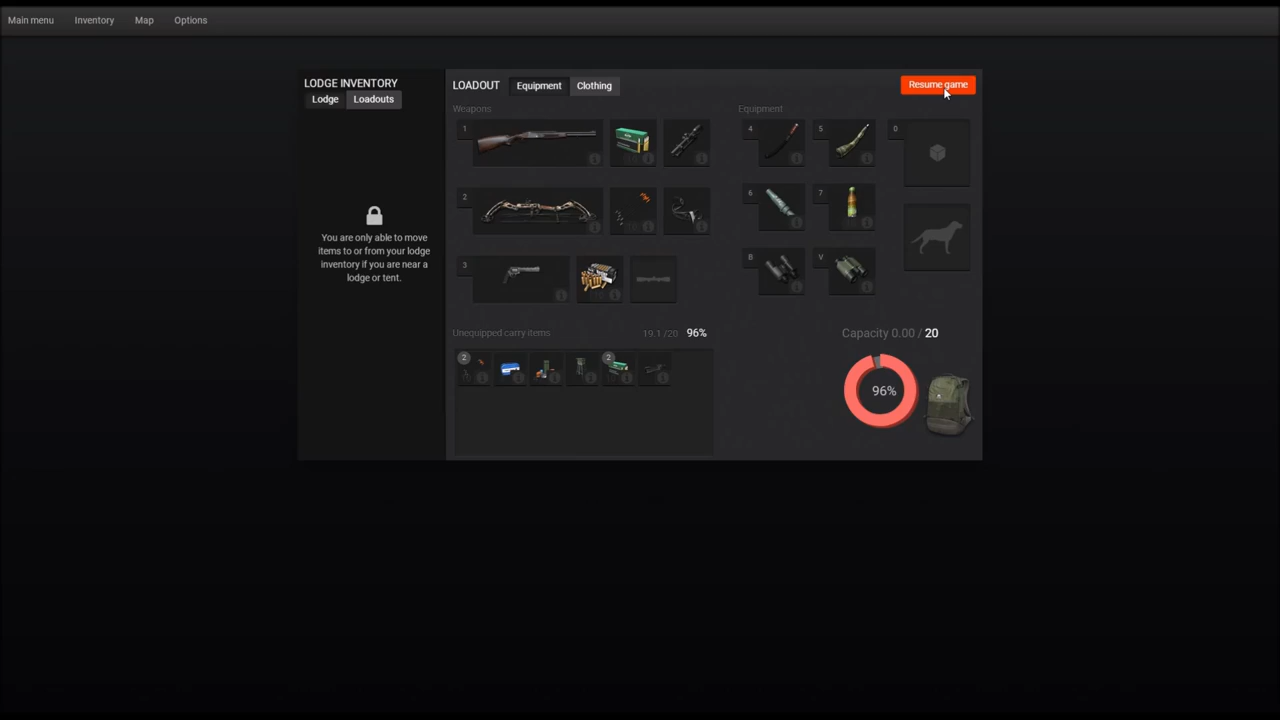 Main menu Inventory Map Options
LODGE INVENTORY
Lodge Loadouts
You are only able to move
items to or from your lodge
inventory if you are near a
lodge or tent.
LOADOUT Equipment Clothing Resume game
Weapons
1
2
3
Equipment
4 5 0
6 7
B V
Unequipped carry items 19.1 /20 96%
2 2
Capacity 0.00 / 20
96%